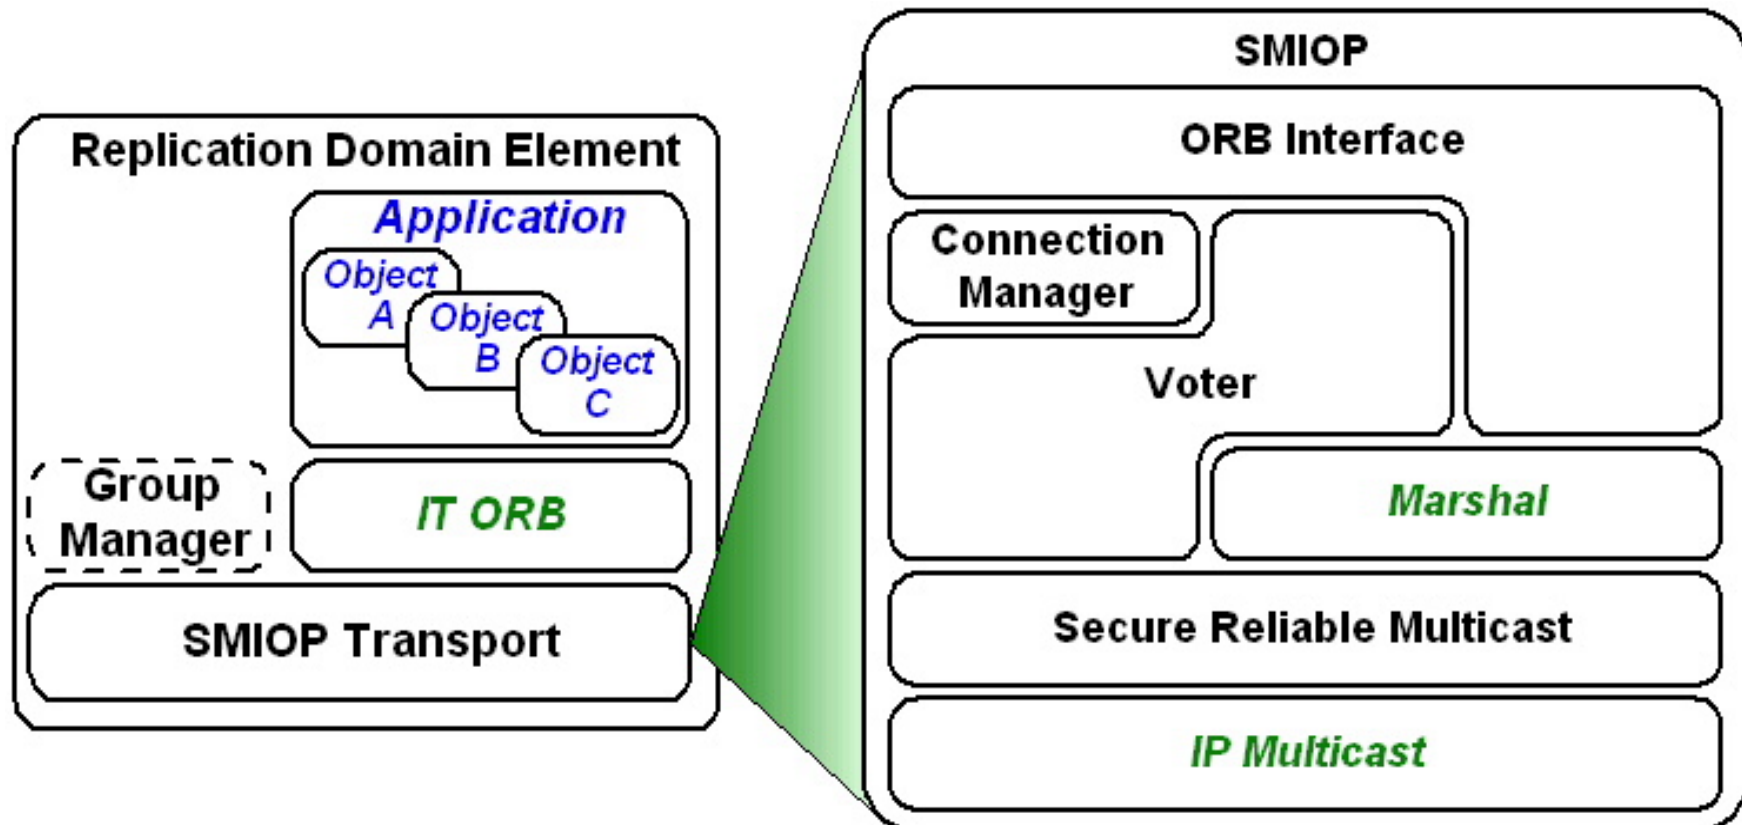 Replication Domain Element
Application
Object
A
Object
B
Object
C
Group
Manager
IT ORB
SMIOP Transport
SMIOP
ORB Interface
Connection
Manager
Voter
Marshal
Secure Reliable Multicast
IP Multicast